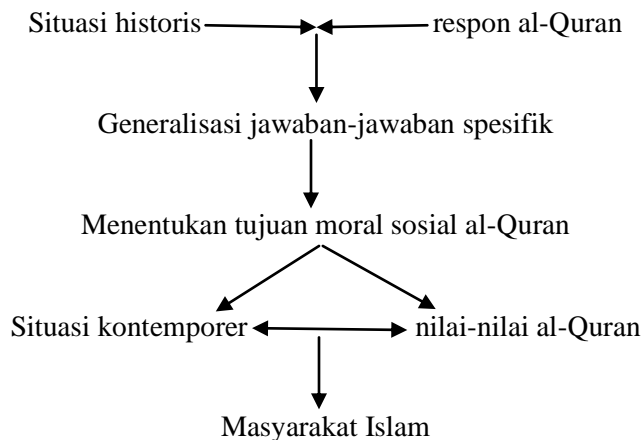 Situasi historis respon al-Quran
Generalisasi jawaban-jawaban spesifik
Menentukan tujuan moral sosial al-Quran
Situasi kontemporer nilai-nilai al-Quran
Masyarakat Islam